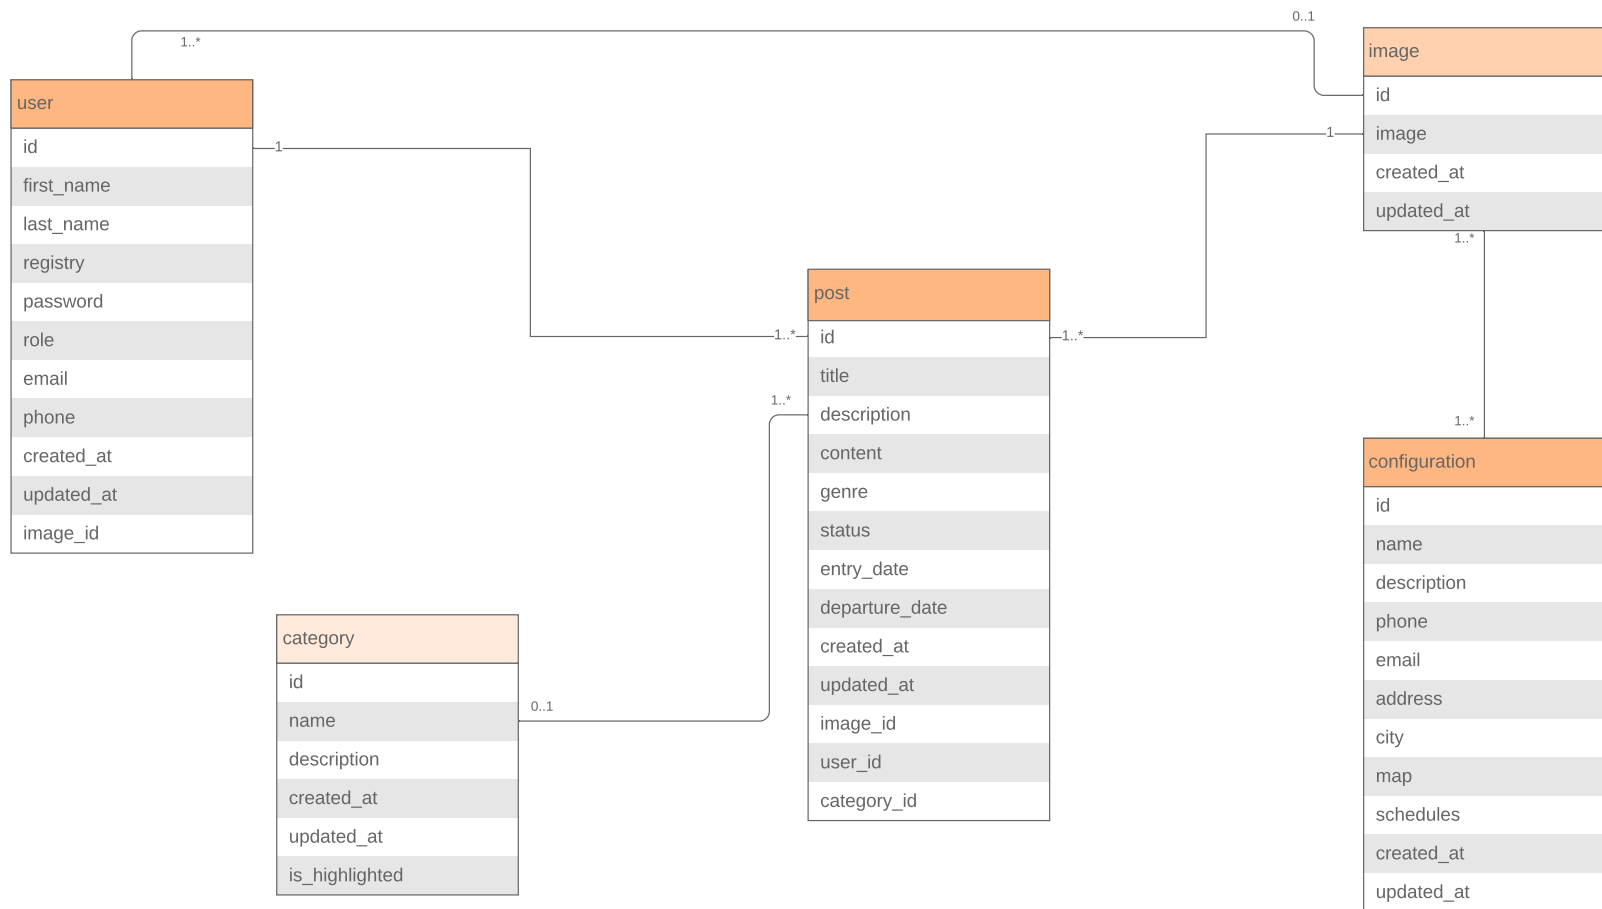 0..1
1..*
image
id
image
created_at
updated_at
1
1..*
user
id
first_name
last_name
registry
password
role
email
phone
created_at
updated_at
image_id
1
1..*
post
id
title
description
content
genre
status
entry_date
departure_date
created_at
updated_at
image_id
user_id
category_id
1..*
1..*
0..1
category
id
name
description
created_at
updated_at
is_highlighted
1..*
configuration
id
name
description
phone
email
address
city
map
schedules
created_at
updated_at